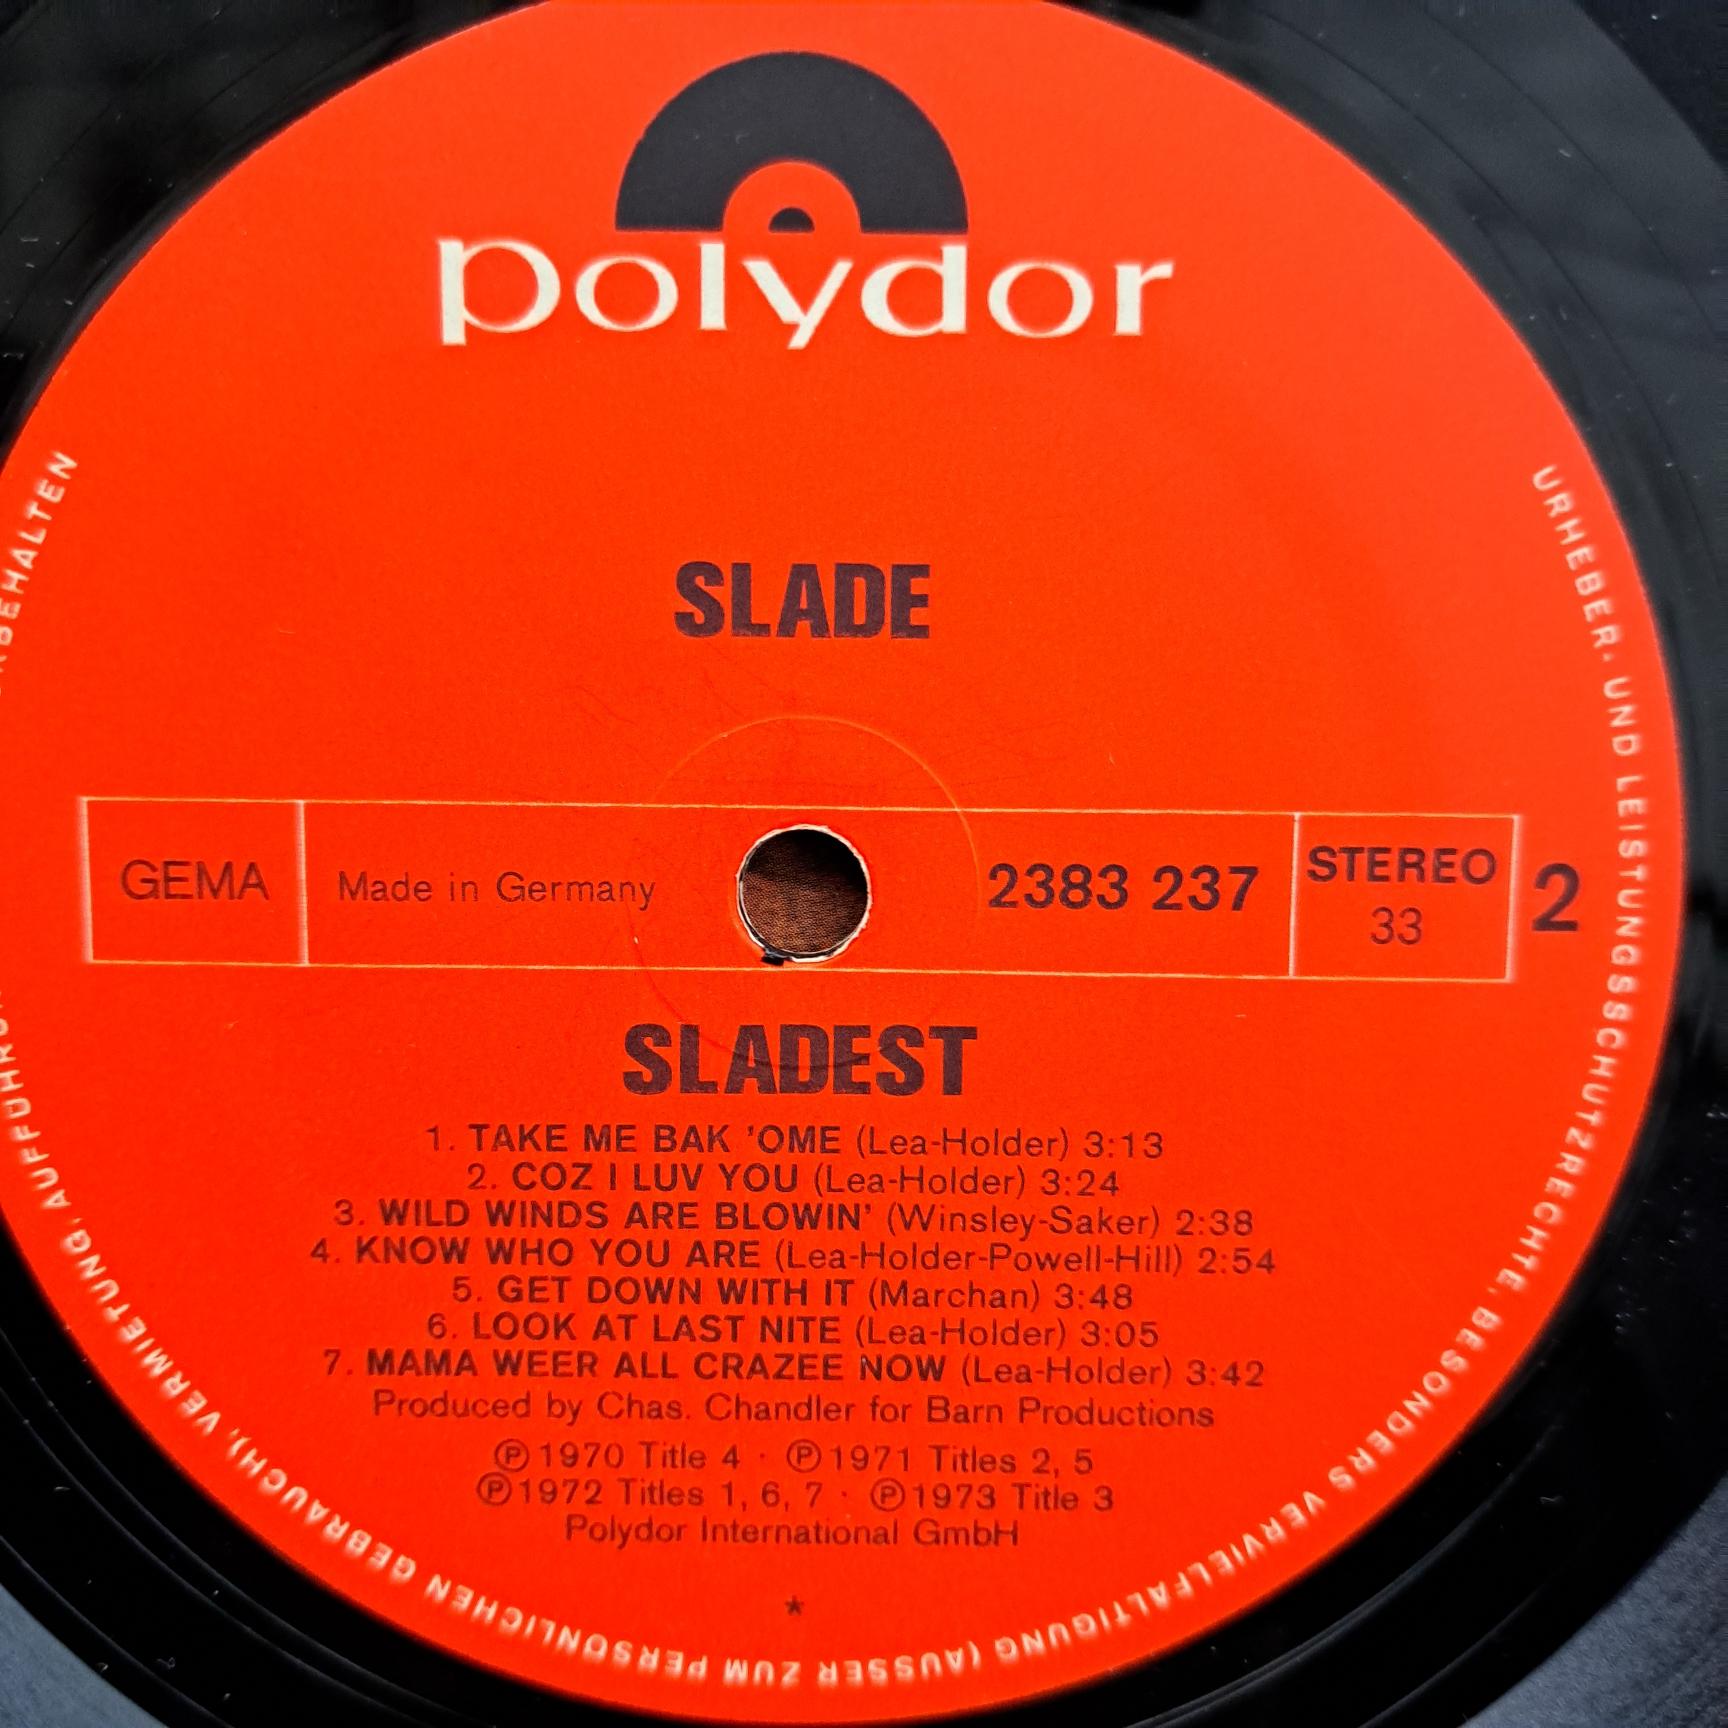 polydor
SLADE
GEMA
Made in Germany
2383 237
STEREO
33
2
SLADEST
1. TAKE ME BAK 'OME (Lea-Holder) 3:13
2. COZ I LUV YOU (Lea-Holder) 3:24
3. WILD WINDS ARE BLOWIN' (Winsley-Saker) 2:38
4. KNOW WHO YOU ARE (Lea-Holder-Powell-Hill) 2:54
5. GET DOWN WITH IT (Marchan) 3:48
6. LOOK AT LAST NITE (Lea-Holder) 3:05
7. MAMA WEER ALL CRAZEE NOW (Lea-Holder) 3:42
Produced by Chas. Chandler for Barn Productions
℗ 1970 Title 4 · ℗ 1971 Titles 2, 5
℗ 1972 Titles 1, 6, 7 · ℗ 1973 Title 3
Polydor International GmbH
*
URHEBER- UND LEISTUNGSSCHUTZRECHTE, BESONDERS VERVIELFÄLTIGUNG (AUSSER ZUM PERSÖNLICHEN GEBRAUCH), VERMIETUNG,